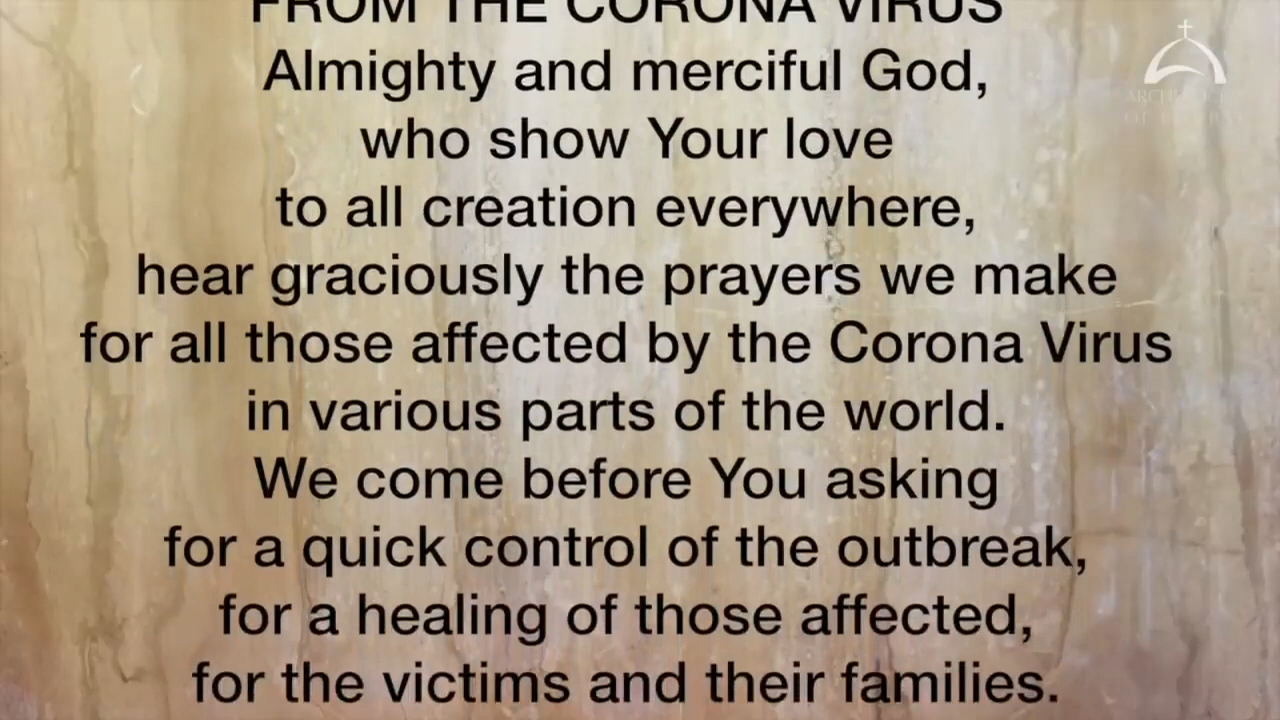 FROM THE CORONA VIRUS
Almighty and merciful God,
who show Your love
to all creation everywhere,
hear graciously the prayers we make
for all those affected by the Corona Virus
in various parts of the world.
We come before You asking
for a quick control of the outbreak,
for a healing of those affected,
for the victims and their families.